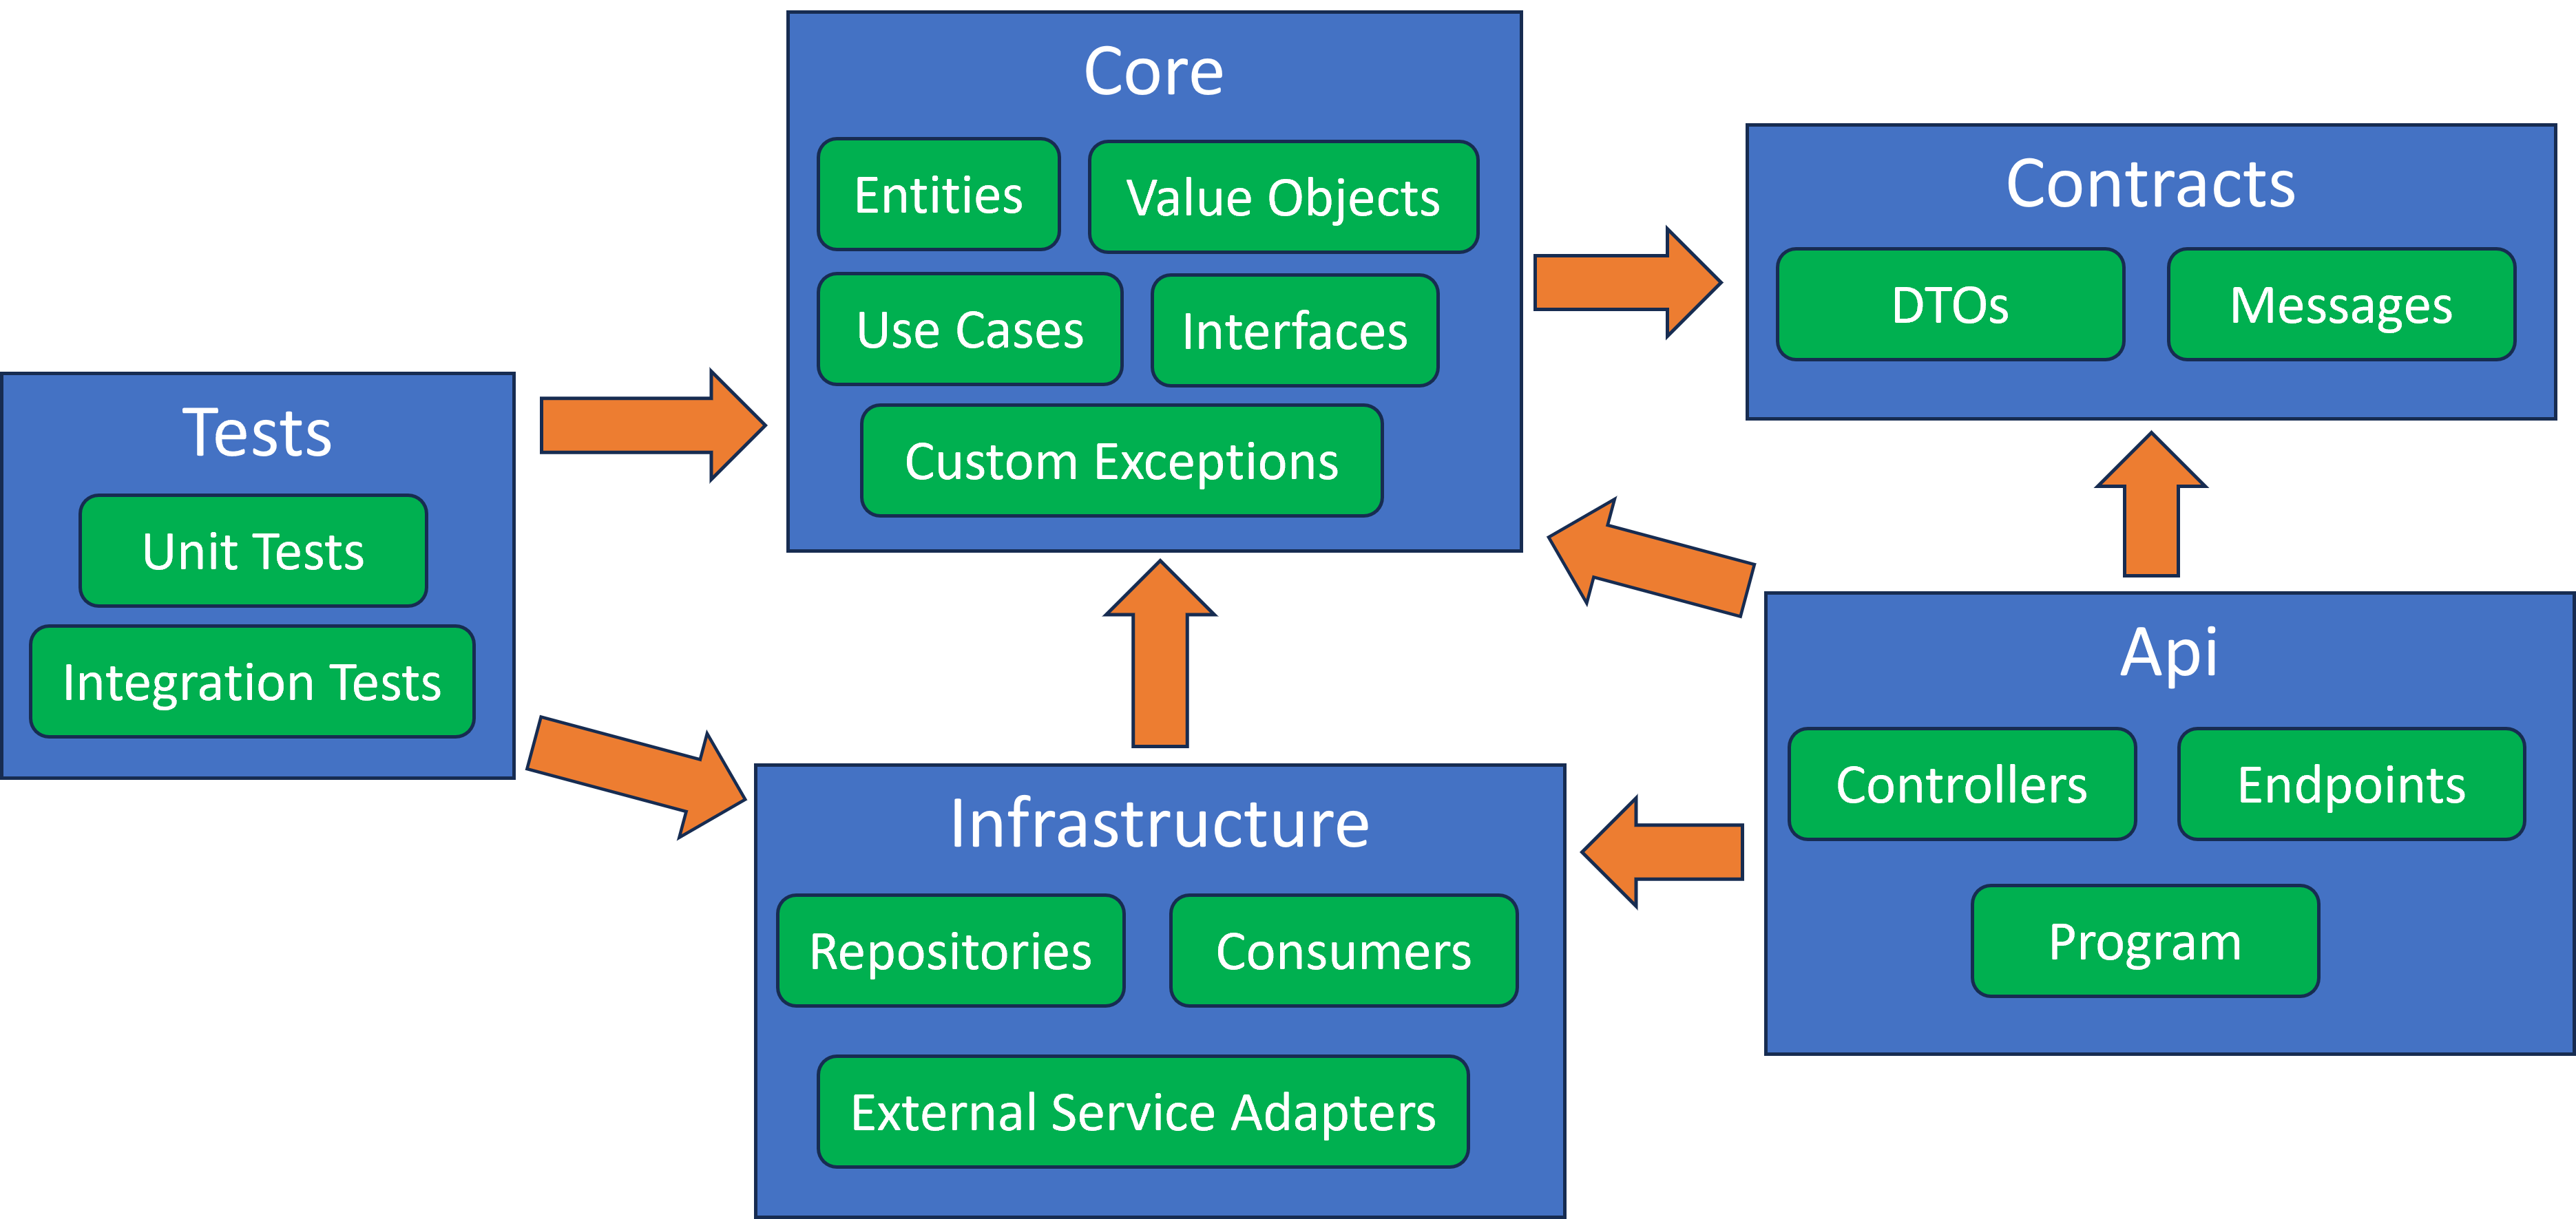 Core
Entities
Value Objects
Use Cases
Interfaces
Custom Exceptions
Contracts
DTOs
Messages
Tests
Unit Tests
Integration Tests
Infrastructure
Repositories
Consumers
External Service Adapters
Api
Controllers
Endpoints
Program